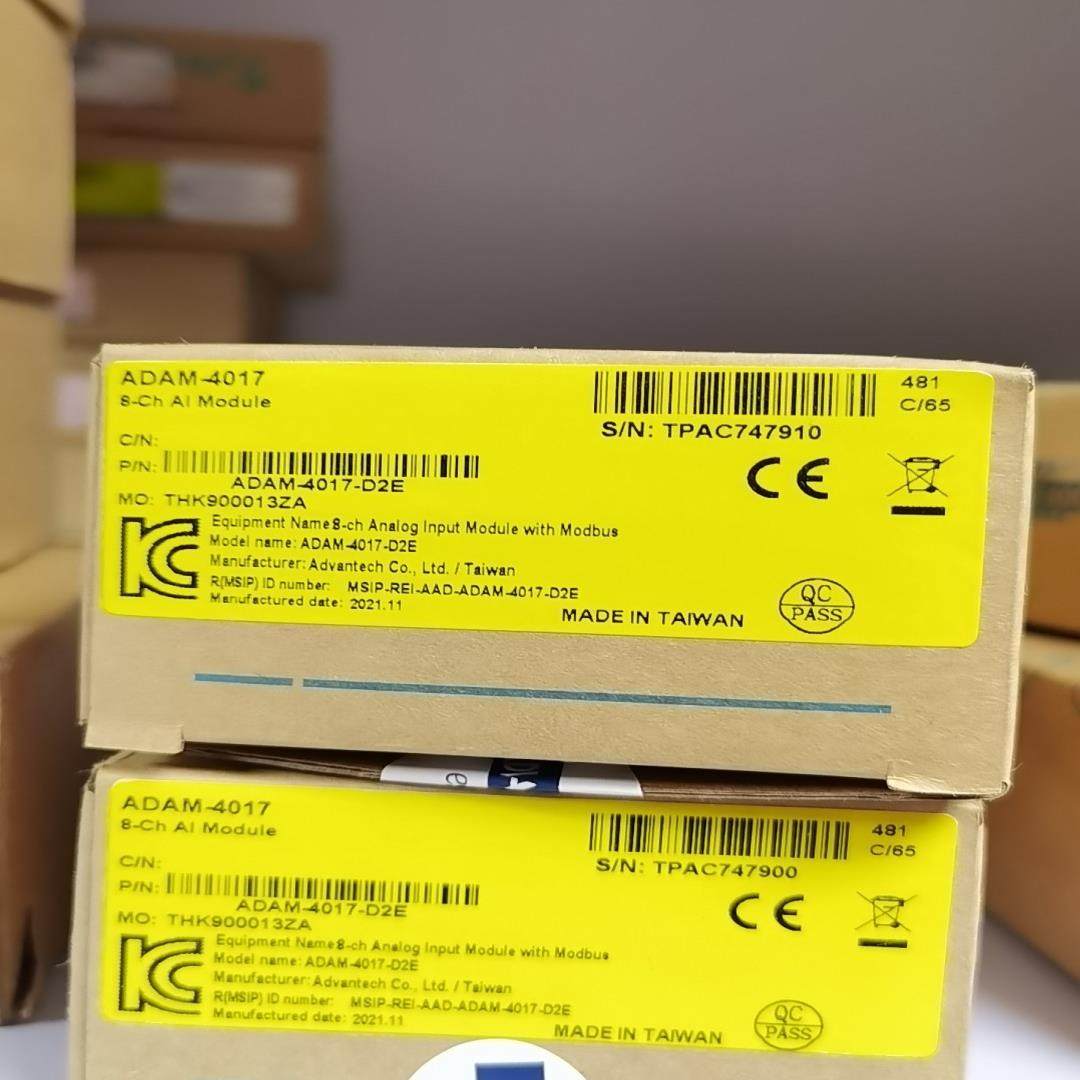 ADAM-4017
8-Ch AI Module
481
C/65
S/N: TPAC747910
C/N:
P/N:
ADAM-4017-D2E
MO: THK900013ZA
CE
KC
Equipment Name8-ch Analog Input Module with Modbus
Model name: ADAM-4017-D2E
Manufacturer: Advantech Co., Ltd. / Taiwan
R(MSIP) ID number: MSIP-REI-AAD-ADAM-4017-D2E
Manufactured date: 2021.11
MADE IN TAIWAN
QC
PASS
ADAM-4017
8-Ch AI Module
481
C/65
S/N: TPAC747900
C/N:
P/N:
ADAM-4017-D2E
MO: THK900013ZA
CE
KC
Equipment Name8-ch Analog Input Module with Modbus
Model name: ADAM-4017-D2E
Manufacturer: Advantech Co., Ltd. / Taiwan
R(MSIP) ID number: MSIP-REI-AAD-ADAM-4017-D2E
Manufactured date: 2021.11
MADE IN TAIWAN
QC
PASS